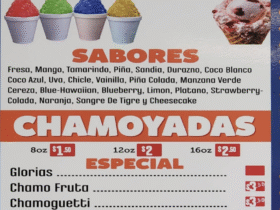 SABORES
Fresa, Mango, Tamarindo, Piña, Sandia, Durazno, Coco Blanco
Coco Azul, Uva, Chicle, Vainilla, Piña Colada, Manzana Verde
Cereza, Blue-Hawaiian, Blueberry, Limon, Platano, Strawberry-
Colada, Naranja, Sangre De Tigre y Cheesecake
CHAMOYADAS
8oz $1.50 12oz $2 16oz $2.50
ESPECIAL
Glorias
Chamo Fruta
Chamoguetti